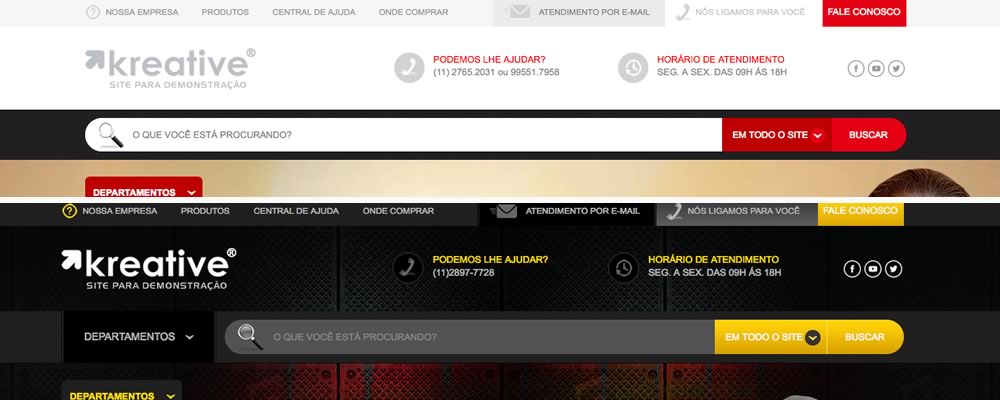 NOSSA EMPRESA PRODUTOS CENTRAL DE AJUDA ONDE COMPRAR ATENDIMENTO POR E-MAIL NÓS LIGAMOS PARA VOCÊ FALE CONOSCO
kreative®
SITE PARA DEMONSTRAÇÃO
PODEMOS LHE AJUDAR?
(11) 2765.2031 ou 99551.7958
HORÁRIO DE ATENDIMENTO
SEG. A SEX. DAS 09H ÁS 18H
O QUE VOCÊ ESTÁ PROCURANDO? EM TODO O SITE BUSCAR
DEPARTAMENTOS
NOSSA EMPRESA PRODUTOS CENTRAL DE AJUDA ONDE COMPRAR ATENDIMENTO POR E-MAIL NÓS LIGAMOS PARA VOCÊ FALE CONOSCO
kreative®
SITE PARA DEMONSTRAÇÃO
PODEMOS LHE AJUDAR?
(11)2897-7728
HORÁRIO DE ATENDIMENTO
SEG. A SEX. DAS 09H ÁS 18H
DEPARTAMENTOS O QUE VOCÊ ESTÁ PROCURANDO? EM TODO O SITE BUSCAR
DEPARTAMENTOS